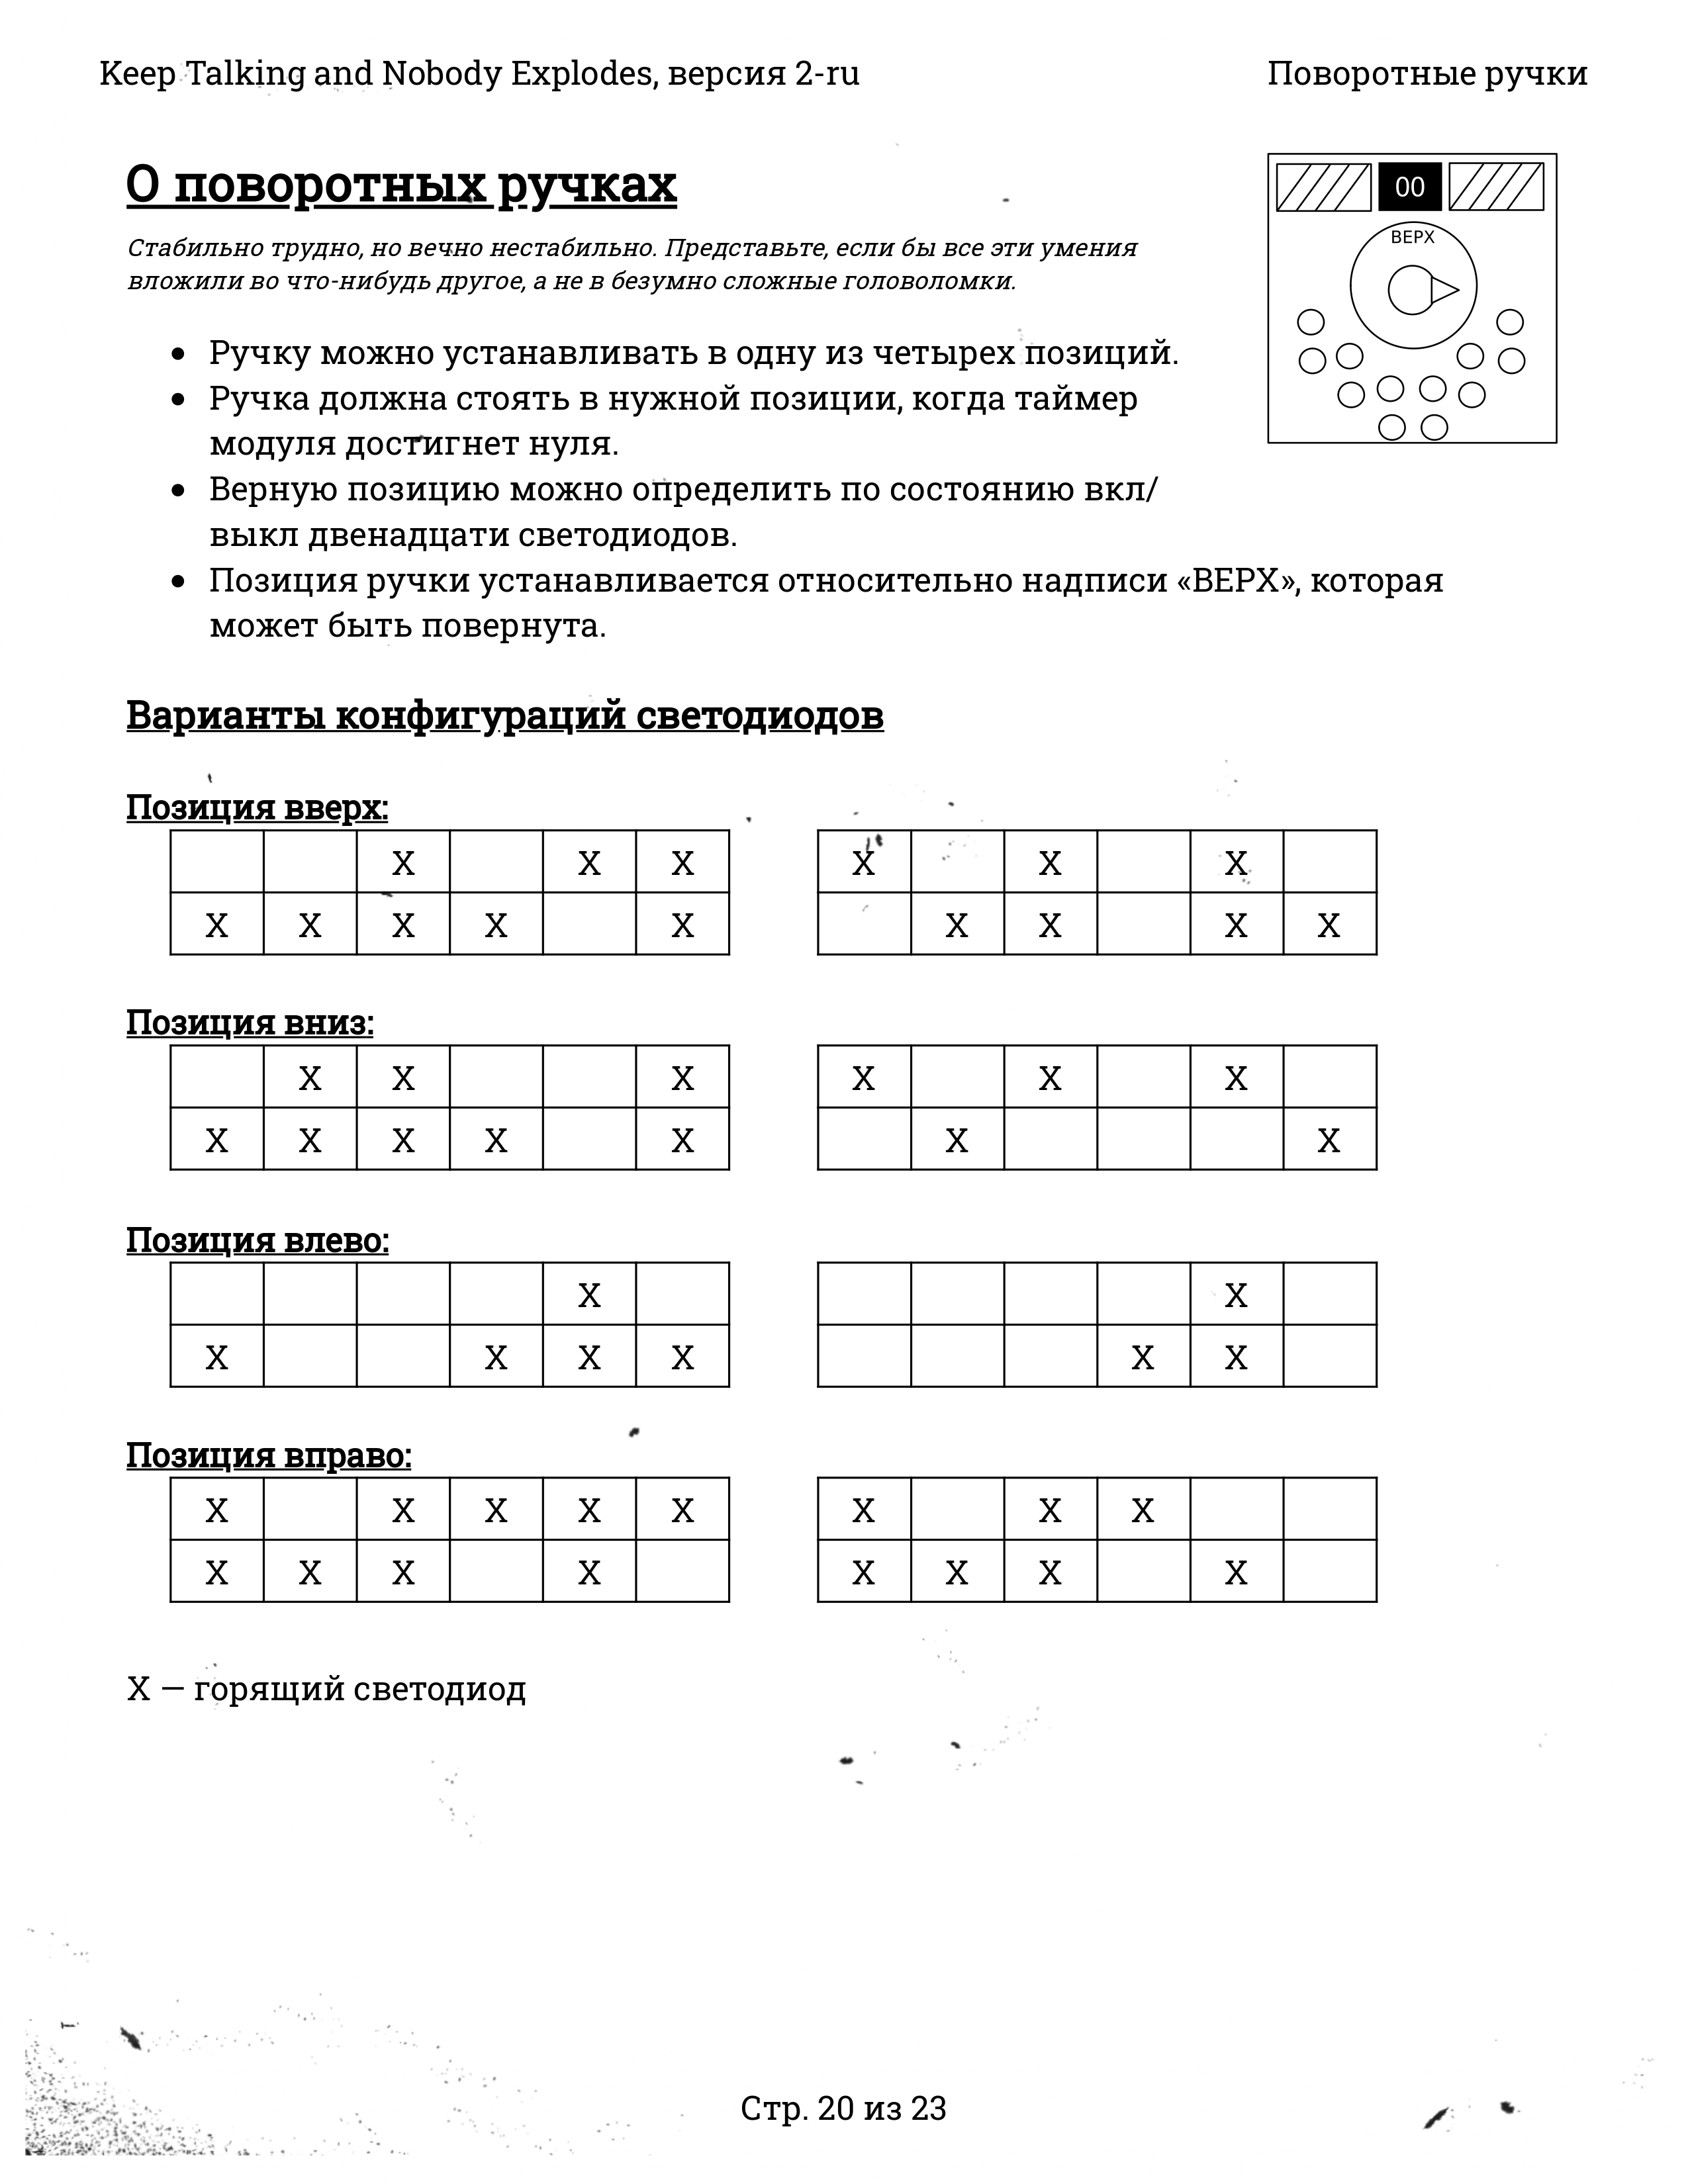 Keep Talking and Nobody Explodes, версия 2-ru
Поворотные ручки
О поворотных ручках
00
ВЕРХ
Стабильно трудно, но вечно нестабильно. Представьте, если бы все эти умения
вложили во что-нибудь другое, а не в безумно сложные головоломки.
• Ручку можно устанавливать в одну из четырех позиций.
• Ручка должна стоять в нужной позиции, когда таймер
модуля достигнет нуля.
• Верную позицию можно определить по состоянию вкл/
выкл двенадцати светодиодов.
• Позиция ручки устанавливается относительно надписи «ВЕРХ», которая
может быть повернута.
Варианты конфигураций светодиодов
Позиция вверх:
X X X X X X
X X X X X X X X X
Позиция вниз:
X X X X X X
X X X X X X X
Позиция влево:
X X
X X X X X X
Позиция вправо:
X X X X X X X X
X X X X X X X X
X — горящий светодиод
Стр. 20 из 23